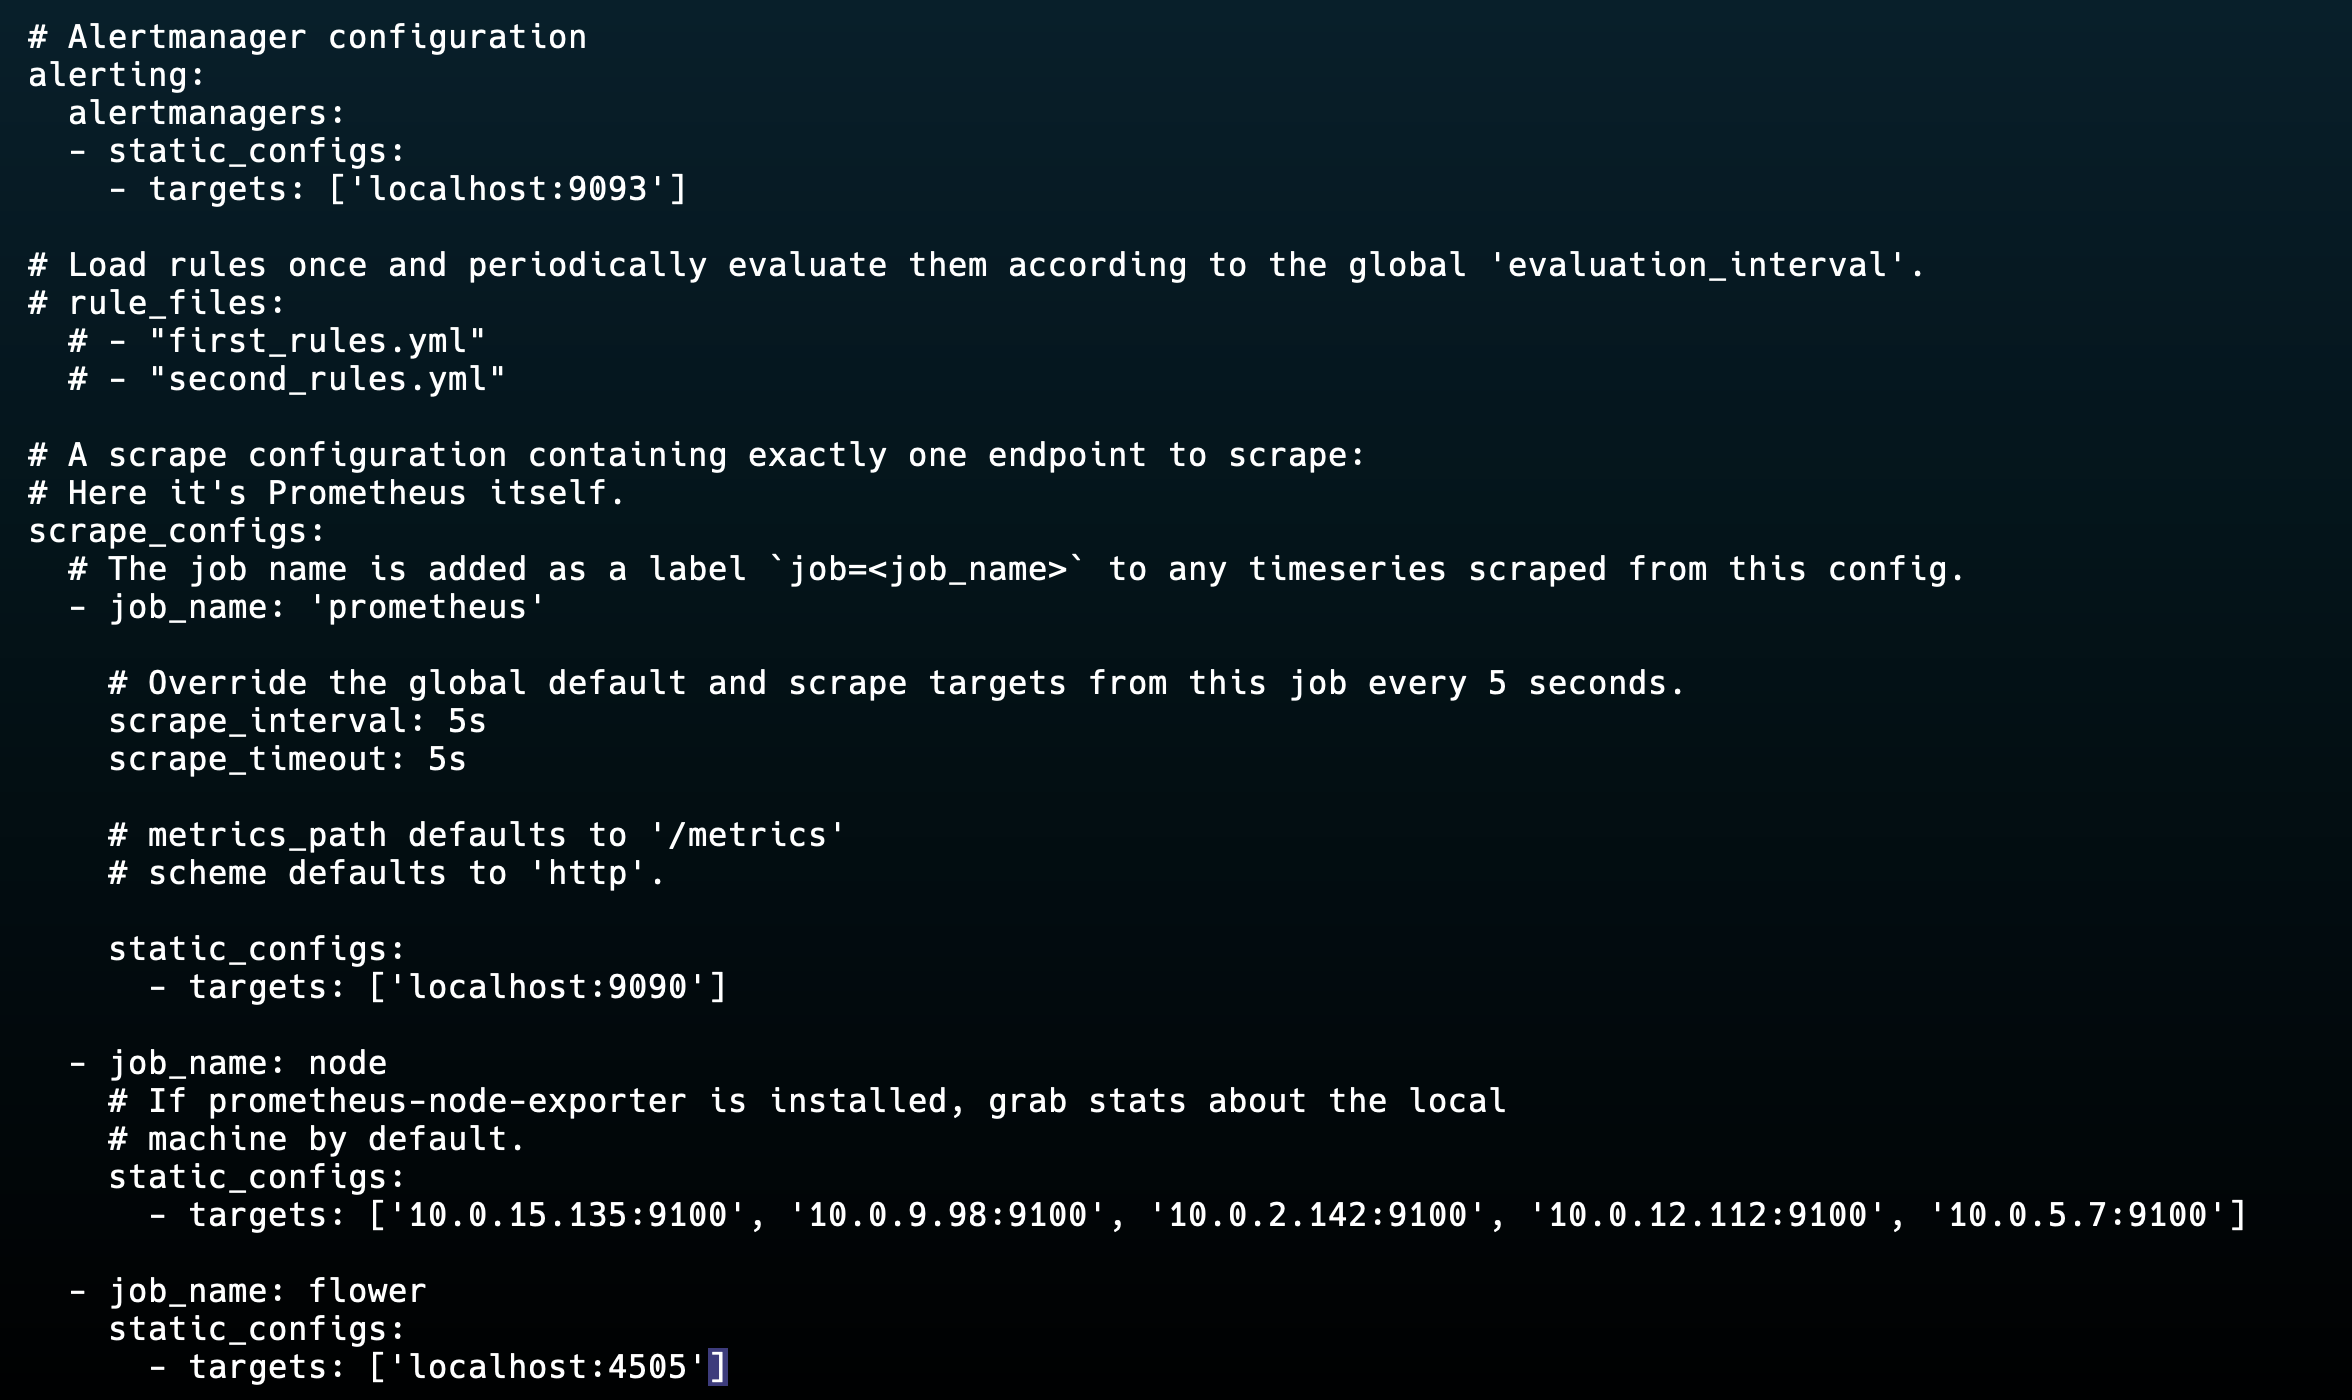 # Alertmanager configuration
alerting:
  alertmanagers:
  - static_configs:
    - targets: ['localhost:9093']

# Load rules once and periodically evaluate them according to the global 'evaluation_interval'.
# rule_files:
  # - "first_rules.yml"
  # - "second_rules.yml"

# A scrape configuration containing exactly one endpoint to scrape:
# Here it's Prometheus itself.
scrape_configs:
  # The job name is added as a label `job=<job_name>` to any timeseries scraped from this config.
  - job_name: 'prometheus'

    # Override the global default and scrape targets from this job every 5 seconds.
    scrape_interval: 5s
    scrape_timeout: 5s

    # metrics_path defaults to '/metrics'
    # scheme defaults to 'http'.

    static_configs:
      - targets: ['localhost:9090']

  - job_name: node
    # If prometheus-node-exporter is installed, grab stats about the local
    # machine by default.
    static_configs:
      - targets: ['10.0.15.135:9100', '10.0.9.98:9100', '10.0.2.142:9100', '10.0.12.112:9100', '10.0.5.7:9100']

  - job_name: flower
    static_configs:
      - targets: ['localhost:4505']